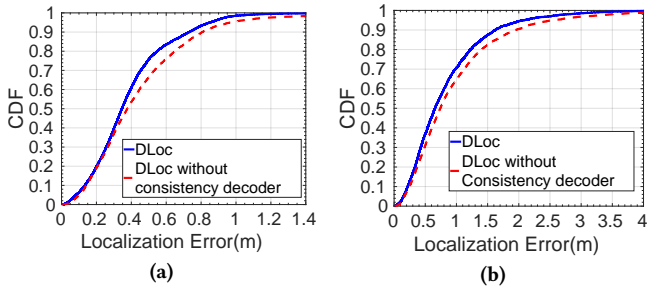 1
0.9
0.8
0.7
0.6
0.5
0.4
0.3
0.2
0.1
0
CDF
DLoc
DLoc without
consistency decoder
0 0.2 0.4 0.6 0.8 1 1.2 1.4
Localization Error(m)
(a)
1
0.9
0.8
0.7
0.6
0.5
0.4
0.3
0.2
0.1
0
CDF
DLoc
DLoc without
Consistency decoder
0 0.5 1 1.5 2 2.5 3 3.5 4
Localization Error(m)
(b)